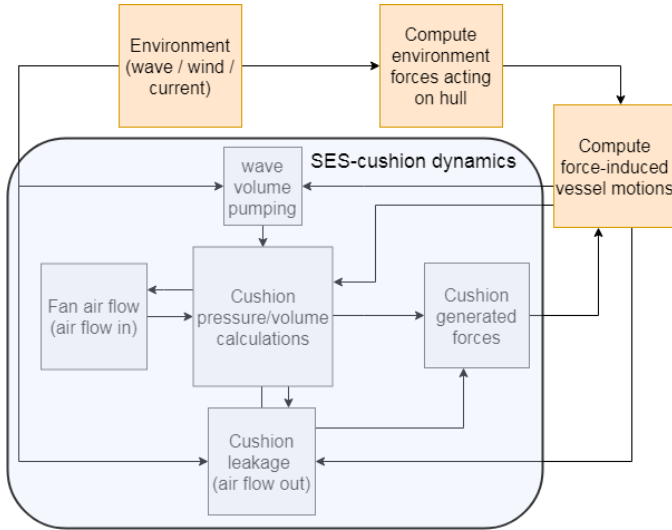 Environment
(wave / wind /
current)
Compute
environment
forces acting
on hull
Compute
force-induced
vessel motions
SES-cushion dynamics
wave
volume
pumping
Fan air flow
(air flow in)
Cushion
pressure/volume
calculations
Cushion
generated
forces
Cushion
leakage
(air flow out)